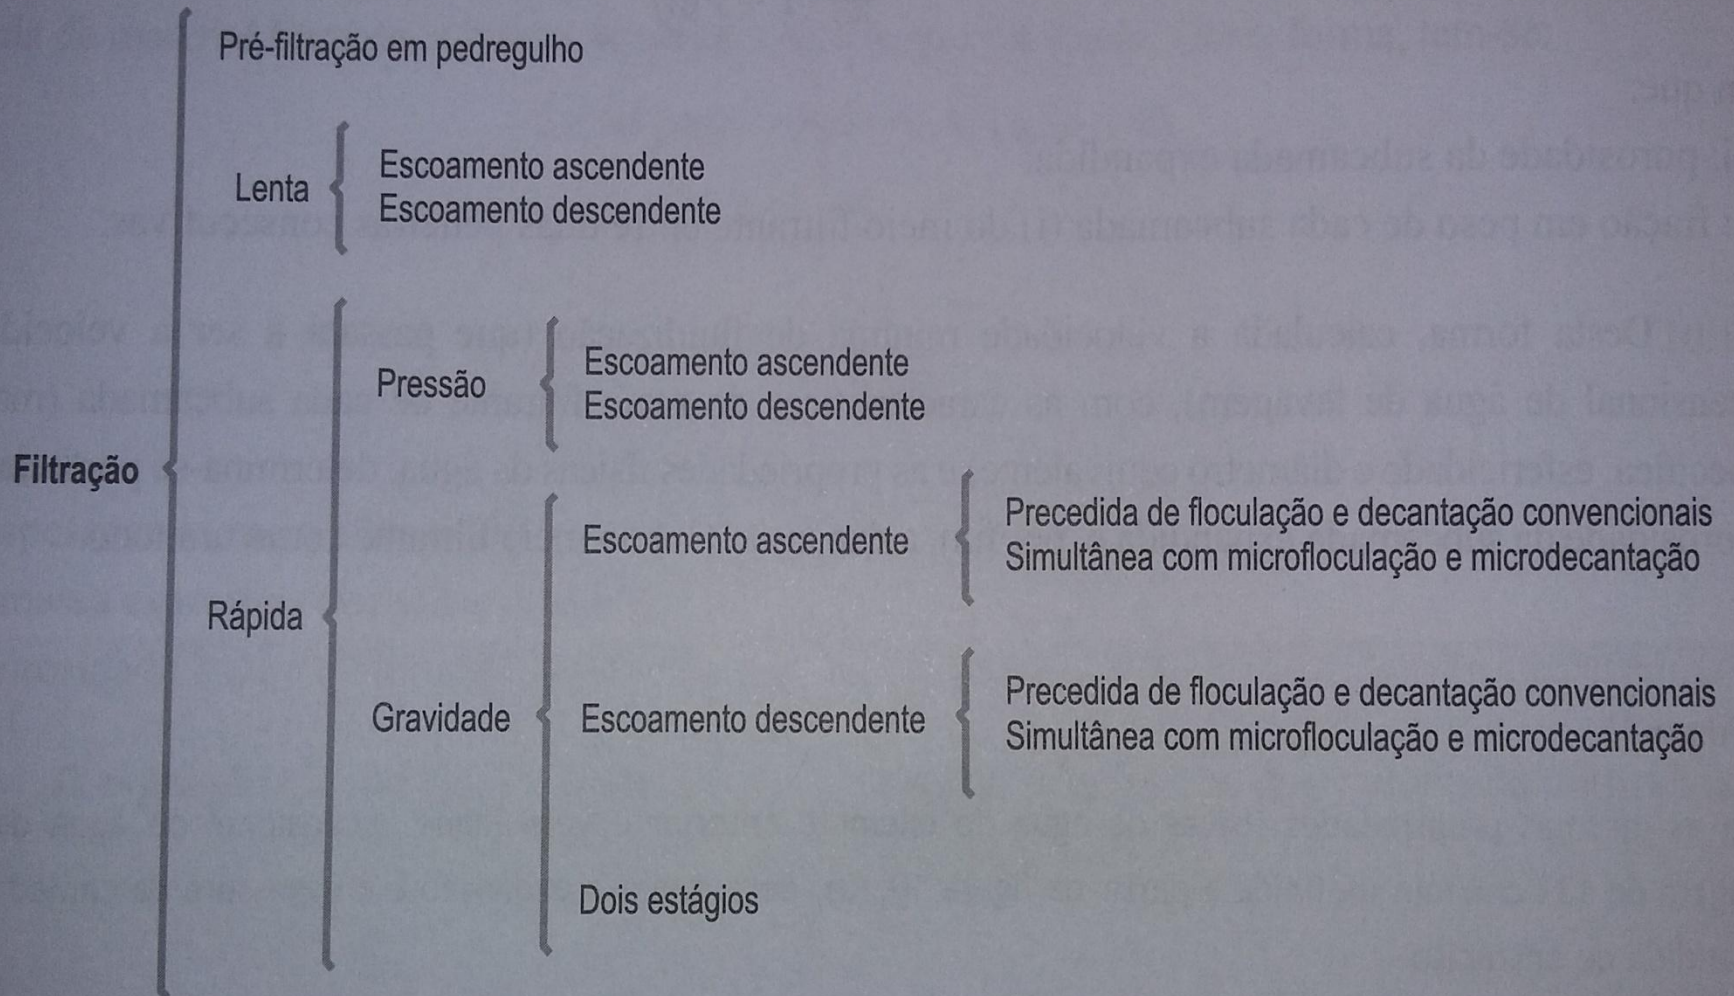 Pré-filtração em pedregulho
Lenta
Escoamento ascendente
Escoamento descendente
Filtração
Rápida
Pressão
Escoamento ascendente
Escoamento descendente
Gravidade
Escoamento ascendente
Precedida de floculação e decantação convencionais
Simultânea com microfloculação e microdecantação
Escoamento descendente
Precedida de floculação e decantação convencionais
Simultânea com microfloculação e microdecantação
Dois estágios